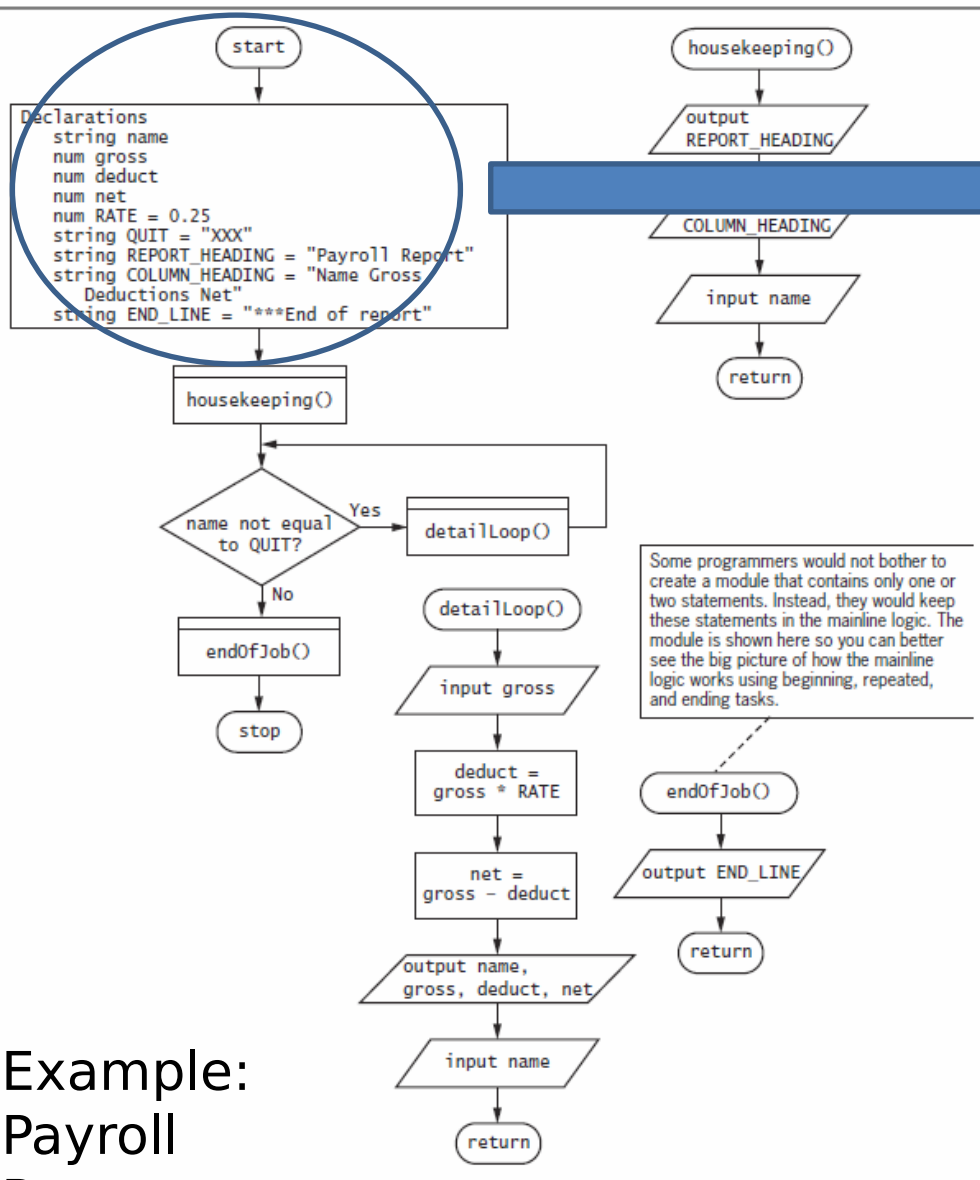 start
Declarations
string name
num gross
num deduct
num net
num RATE = 0.25
string QUIT = "XXX"
string REPORT_HEADING = "Payroll Report"
string COLUMN_HEADING = "Name Gross
Deductions Net"
string END_LINE = "***End of report"
housekeeping()
name not equal
to QUIT?
Yes
detailLoop()
No
endOfJob()
stop
housekeeping()
output
REPORT_HEADING
COLUMN_HEADING
input name
return
detailLoop()
input gross
deduct =
gross * RATE
net =
gross – deduct
output name,
gross, deduct, net
input name
return
Some programmers would not bother to
create a module that contains only one or
two statements. Instead, they would keep
these statements in the mainline logic. The
module is shown here so you can better
see the big picture of how the mainline
logic works using beginning, repeated,
and ending tasks.
endOfJob()
output END_LINE
return
Example:
Payroll